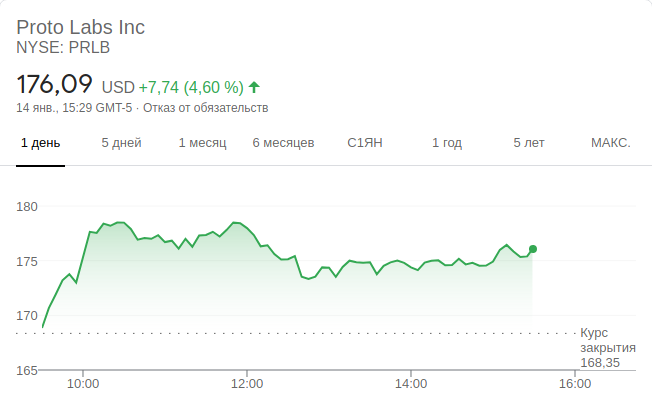 Proto Labs Inc
NYSE: PRLB
176,09 USD +7,74 (4,60 %)
14 янв., 15:29 GMT-5 · Отказ от обязательств
1 день 5 дней 1 месяц 6 месяцев С1ЯН 1 год 5 лет МАКС.
180
175
170
Курс
закрытия
168,35
165
10:00 12:00 14:00 16:00